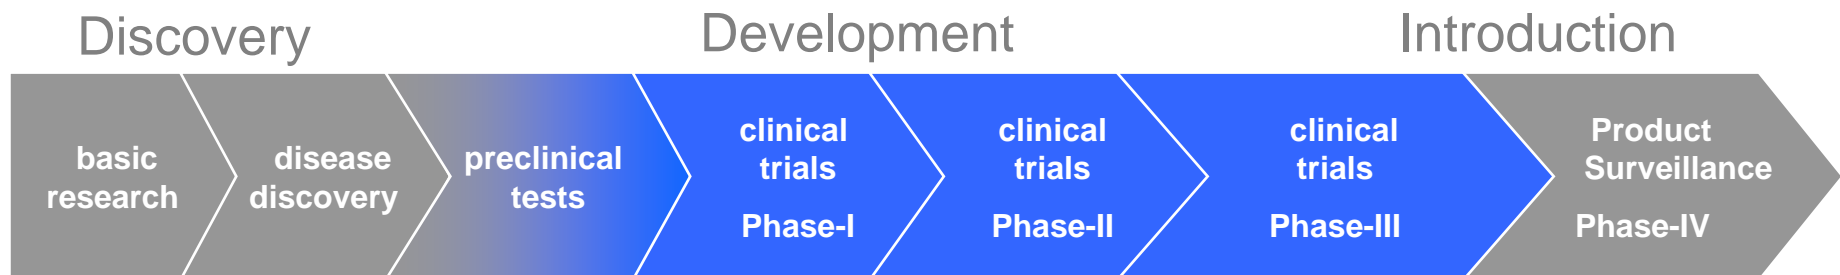 Discovery
Development
Introduction
basic
research
disease
discovery
preclinical
tests
clinical
trials
Phase-I
clinical
trials
Phase-II
clinical
trials
Phase-III
Product
Surveillance
Phase-IV